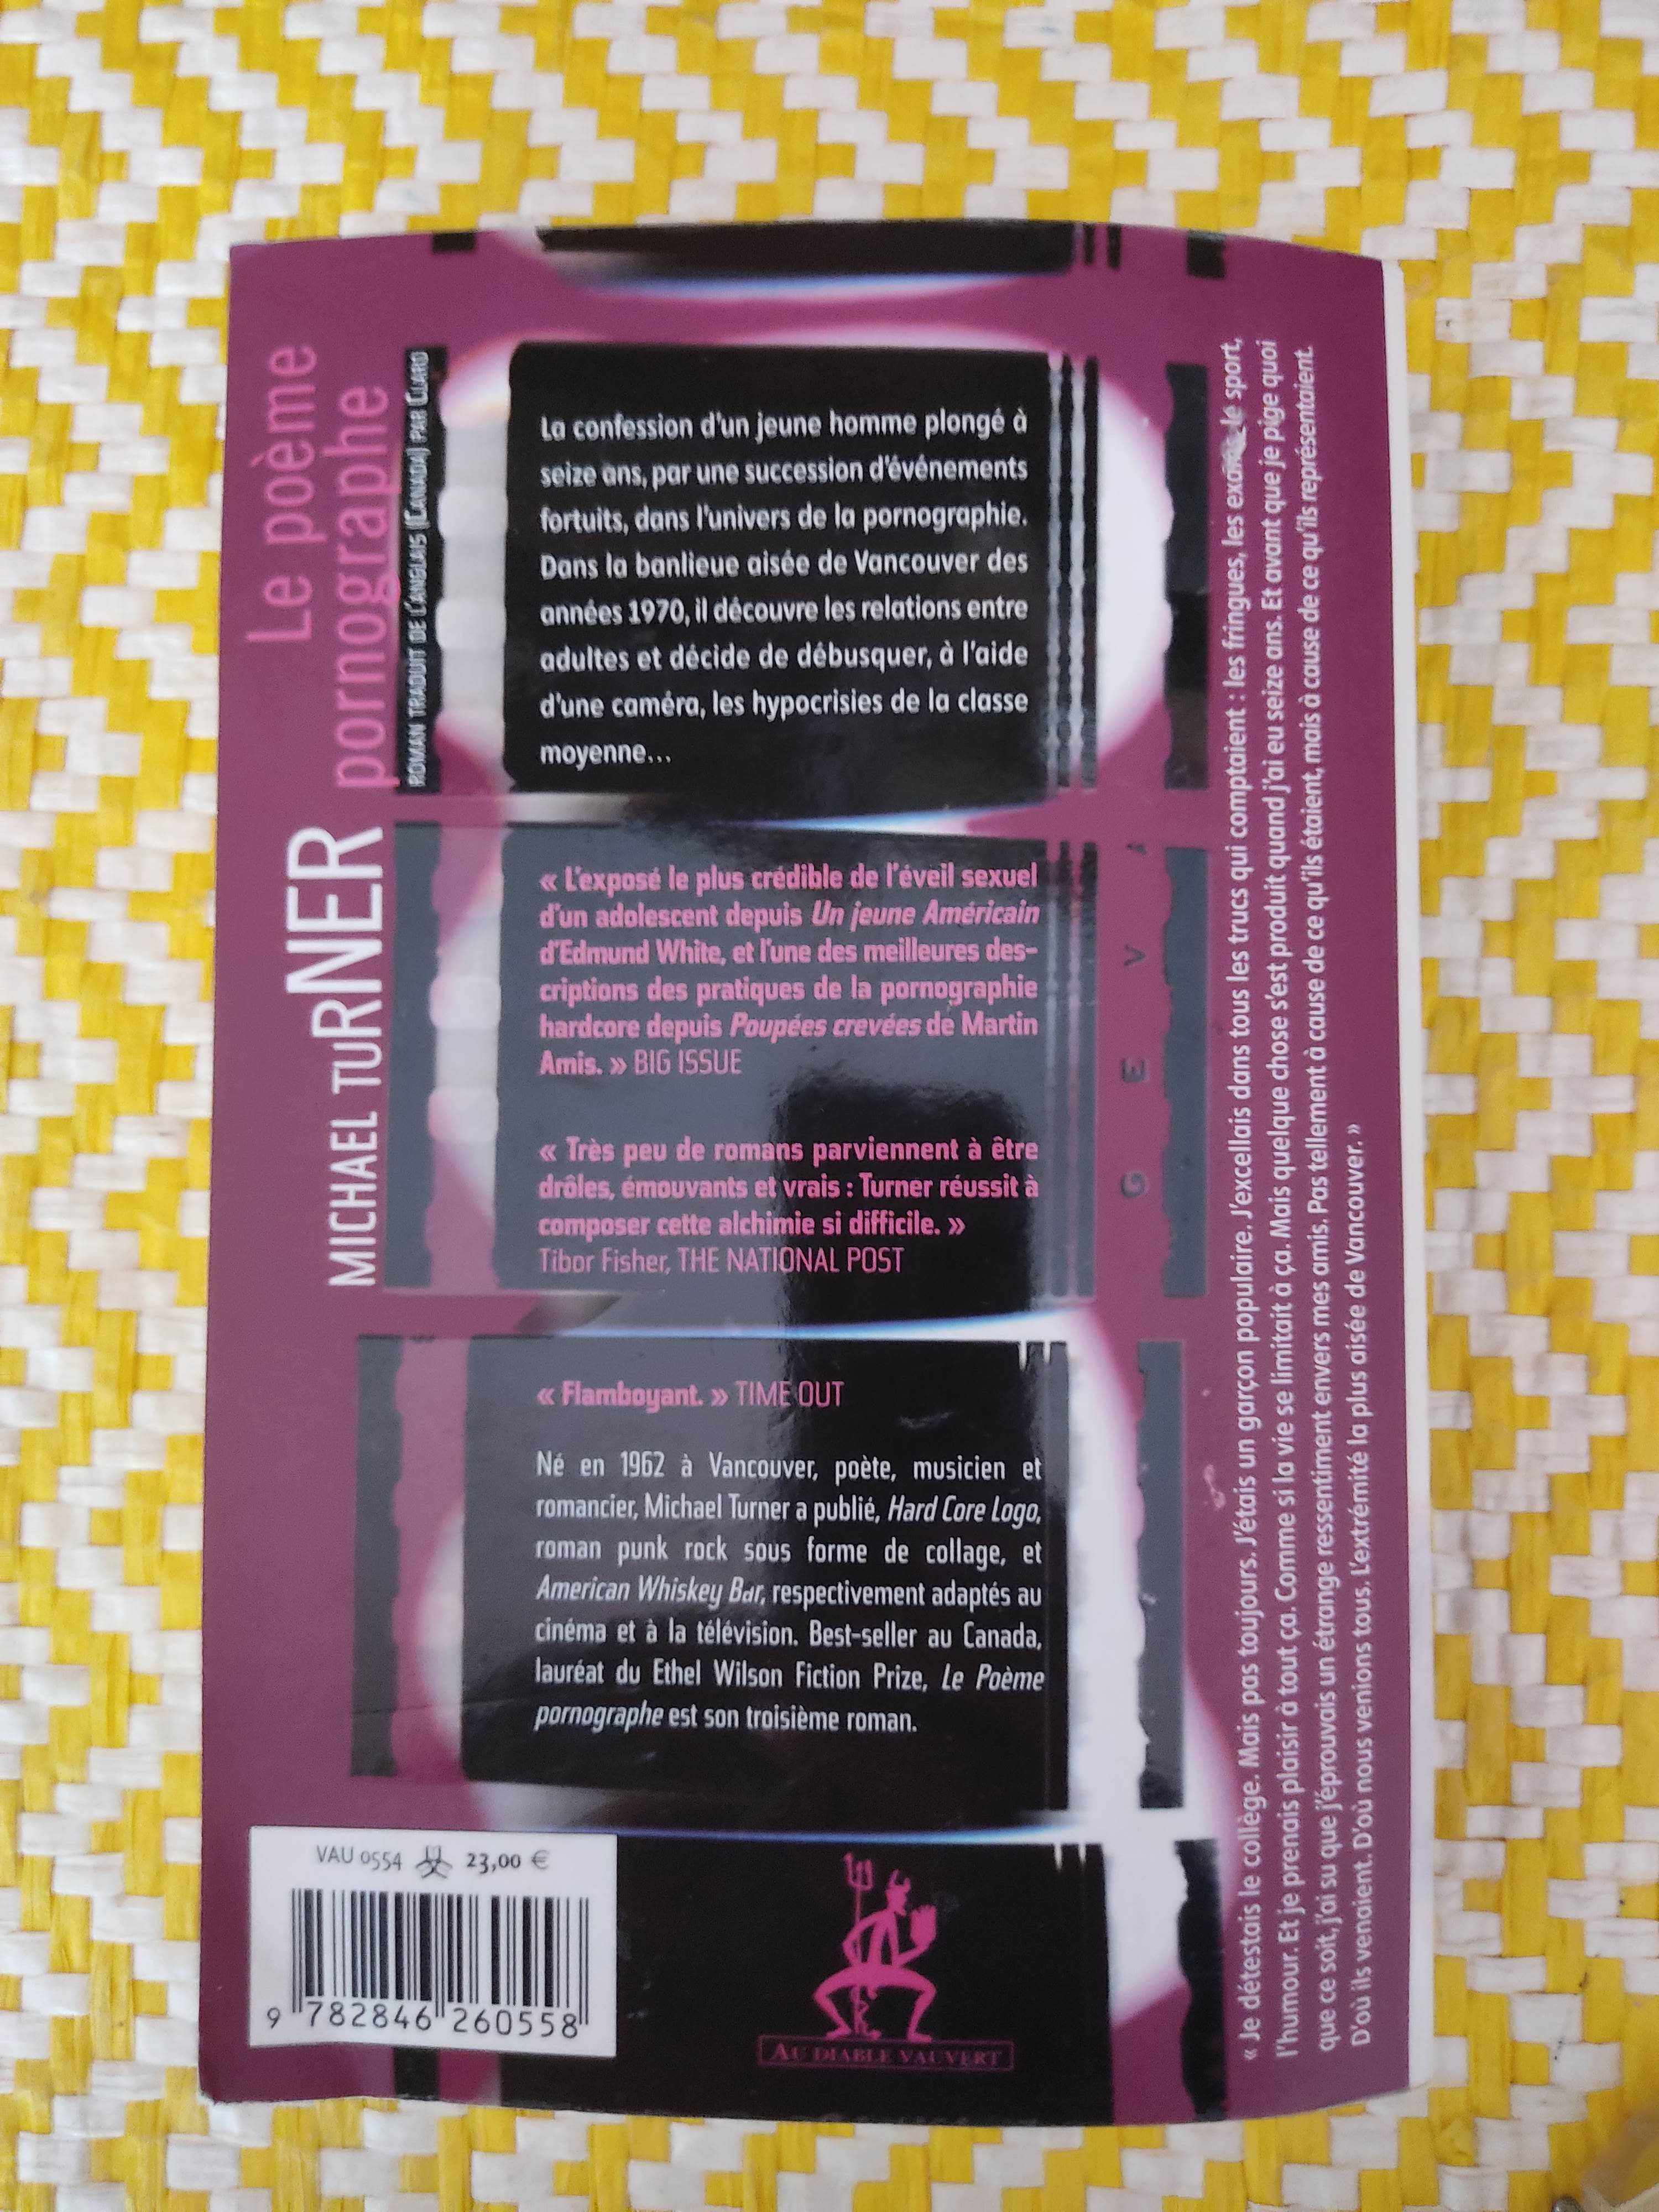 Le poème
pornographe
MICHAEL TURNER
ROMAN TRADUIT DE L'ANGLAIS (CANADA) PAR CLARO
La confession d'un jeune homme plongé à
seize ans, par une succession d'événements
fortuits, dans l'univers de la pornographie.
Dans la banlieue aisée de Vancouver des
années 1970, il découvre les relations entre
adultes et décide de débusquer, à l'aide
d'une caméra, les hypocrisies de la classe
moyenne...
« L'exposé le plus crédible de l'éveil sexuel
d'un adolescent depuis Un jeune Américain
d'Edmund White, et l'une des meilleures des-
criptions des pratiques de la pornographie
hardcore depuis Poupées crevées de Martin
Amis. » BIG ISSUE
« Très peu de romans parviennent à être
drôles, émouvants et vrais : Turner réussit à
composer cette alchimie si difficile. »
Tibor Fisher, THE NATIONAL POST
« Flamboyant. » TIME OUT
Né en 1962 à Vancouver, poète, musicien et
romancier, Michael Turner a publié, Hard Core Logo,
roman punk rock sous forme de collage, et
American Whiskey Bar, respectivement adaptés au
cinéma et à la télévision. Best-seller au Canada,
lauréat du Ethel Wilson Fiction Prize, Le Poème
pornographe est son troisième roman.
G E V A
« Je détestais le collège. Mais pas toujours. J'étais un garçon populaire. J'excellais dans tous les trucs qui comptaient : les fringues, les exams, le sport,
l'humour. Et je prenais plaisir à tout ça. Comme si la vie se limitait à ça. Mais quelque chose s'est produit quand j'ai eu seize ans. Et avant que je pige quoi
que ce soit, j'ai su que j'éprouvais un étrange ressentiment envers mes amis. Pas tellement à cause de ce qu'ils étaient, mais à cause de ce qu'ils représentaient.
D'où ils venaient. D'où nous venions tous. L'extrémité la plus aisée de Vancouver. »
VAU 0554 23,00 €
9 782846 260558
AU DIABLE VAUVERT